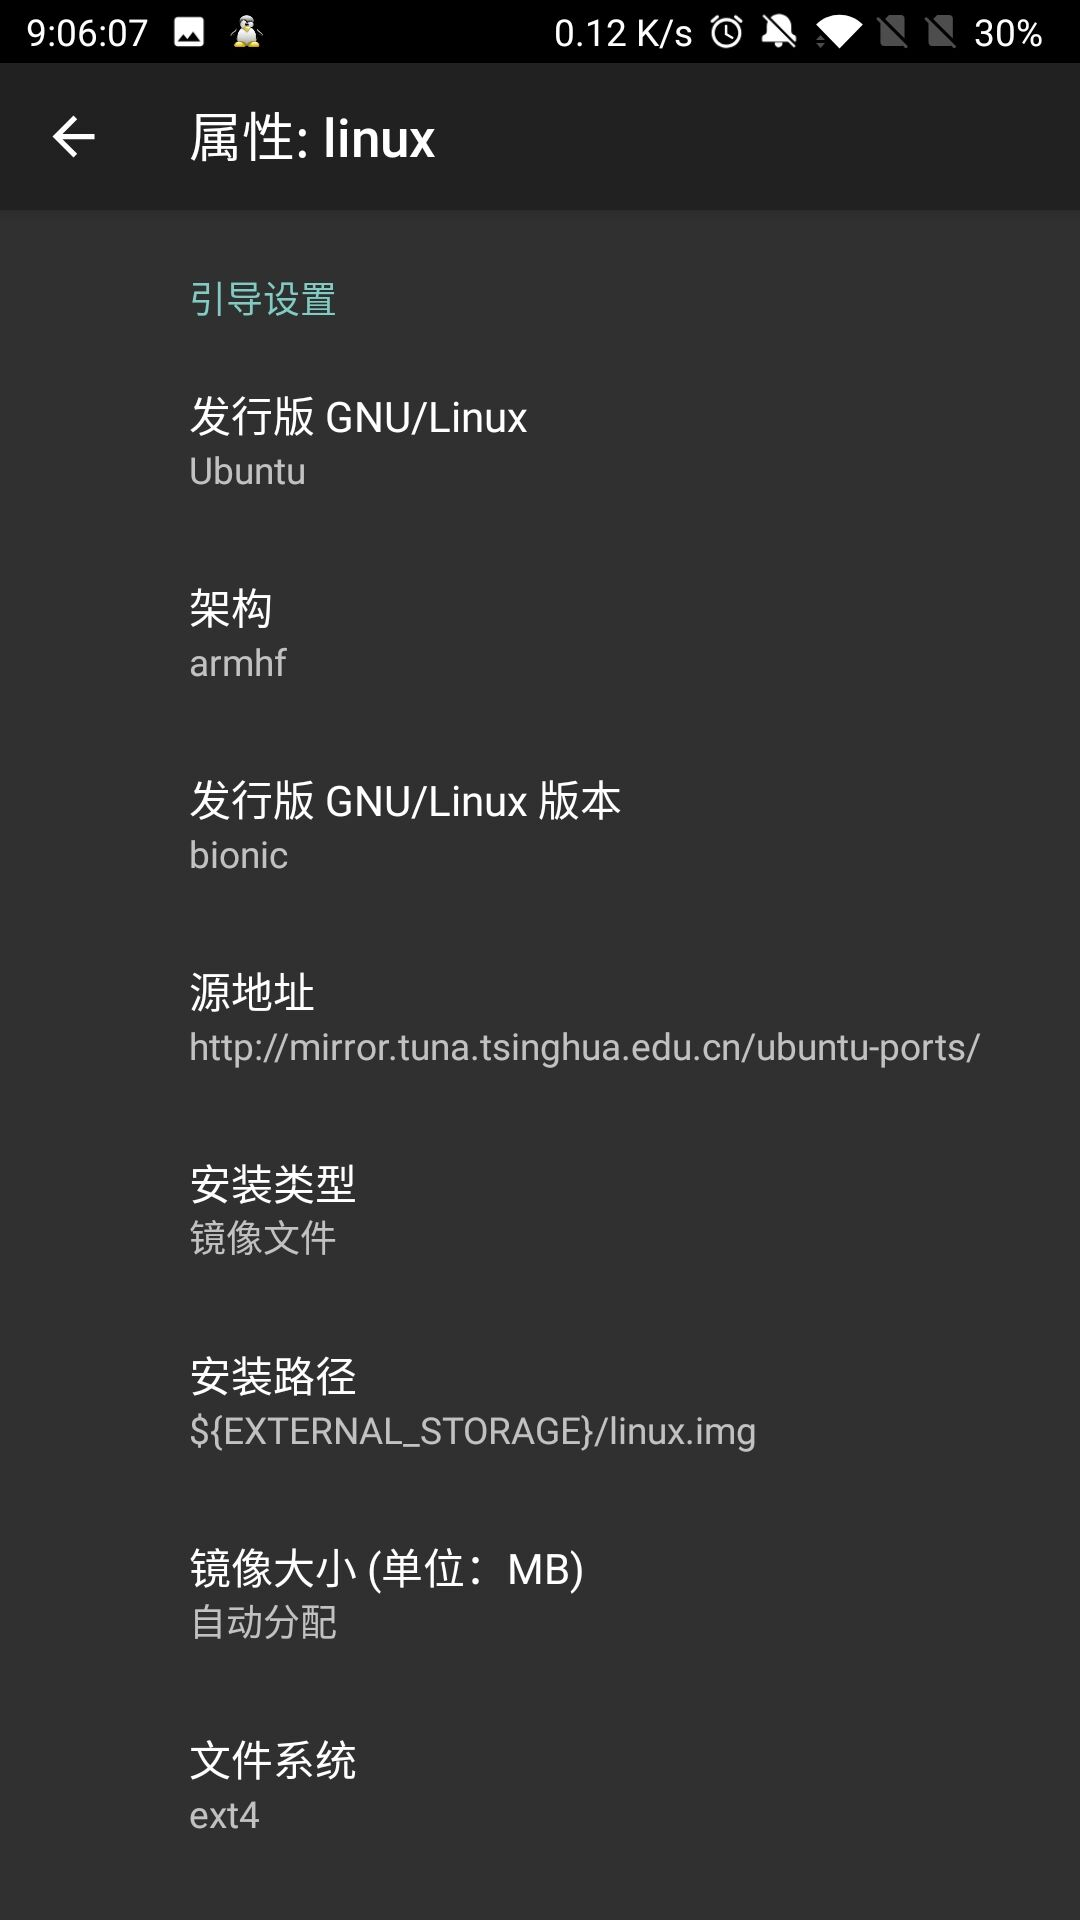 9:06:07 0.12 K/s 30%
属性: linux
引导设置
发行版 GNU/Linux
Ubuntu
架构
armhf
发行版 GNU/Linux 版本
bionic
源地址
http://mirror.tuna.tsinghua.edu.cn/ubuntu-ports/
安装类型
镜像文件
安装路径
${EXTERNAL_STORAGE}/linux.img
镜像大小 (单位：MB)
自动分配
文件系统
ext4